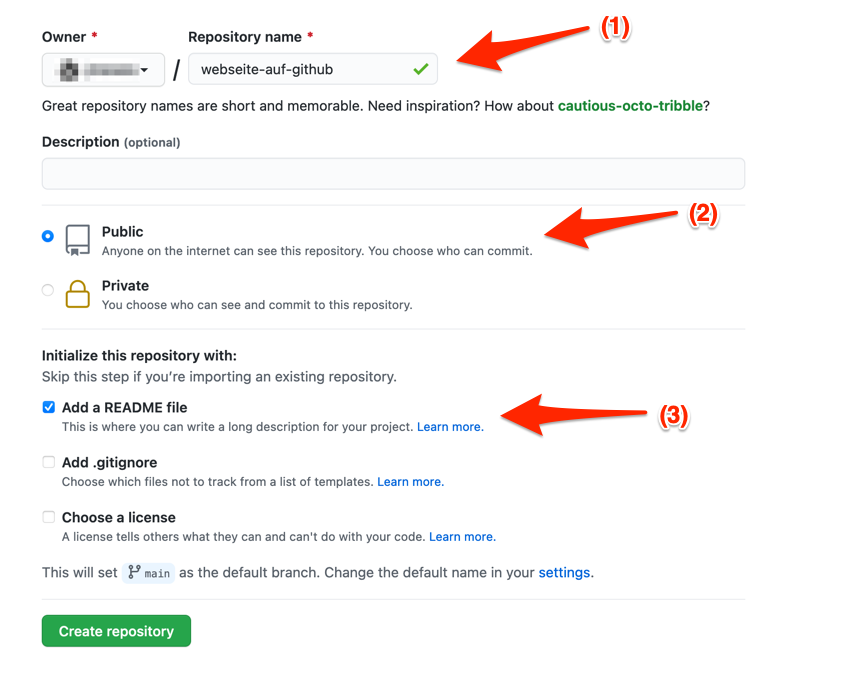 Owner * Repository name * (1)
/ webseite-auf-github
Great repository names are short and memorable. Need inspiration? How about cautious-octo-tribble?
Description (optional)
(2)
Public
Anyone on the internet can see this repository. You choose who can commit.
Private
You choose who can see and commit to this repository.
Initialize this repository with:
Skip this step if you’re importing an existing repository.
Add a README file
(3)
This is where you can write a long description for your project. Learn more.
Add .gitignore
Choose which files not to track from a list of templates. Learn more.
Choose a license
A license tells others what they can and can't do with your code. Learn more.
This will set main as the default branch. Change the default name in your settings.
Create repository